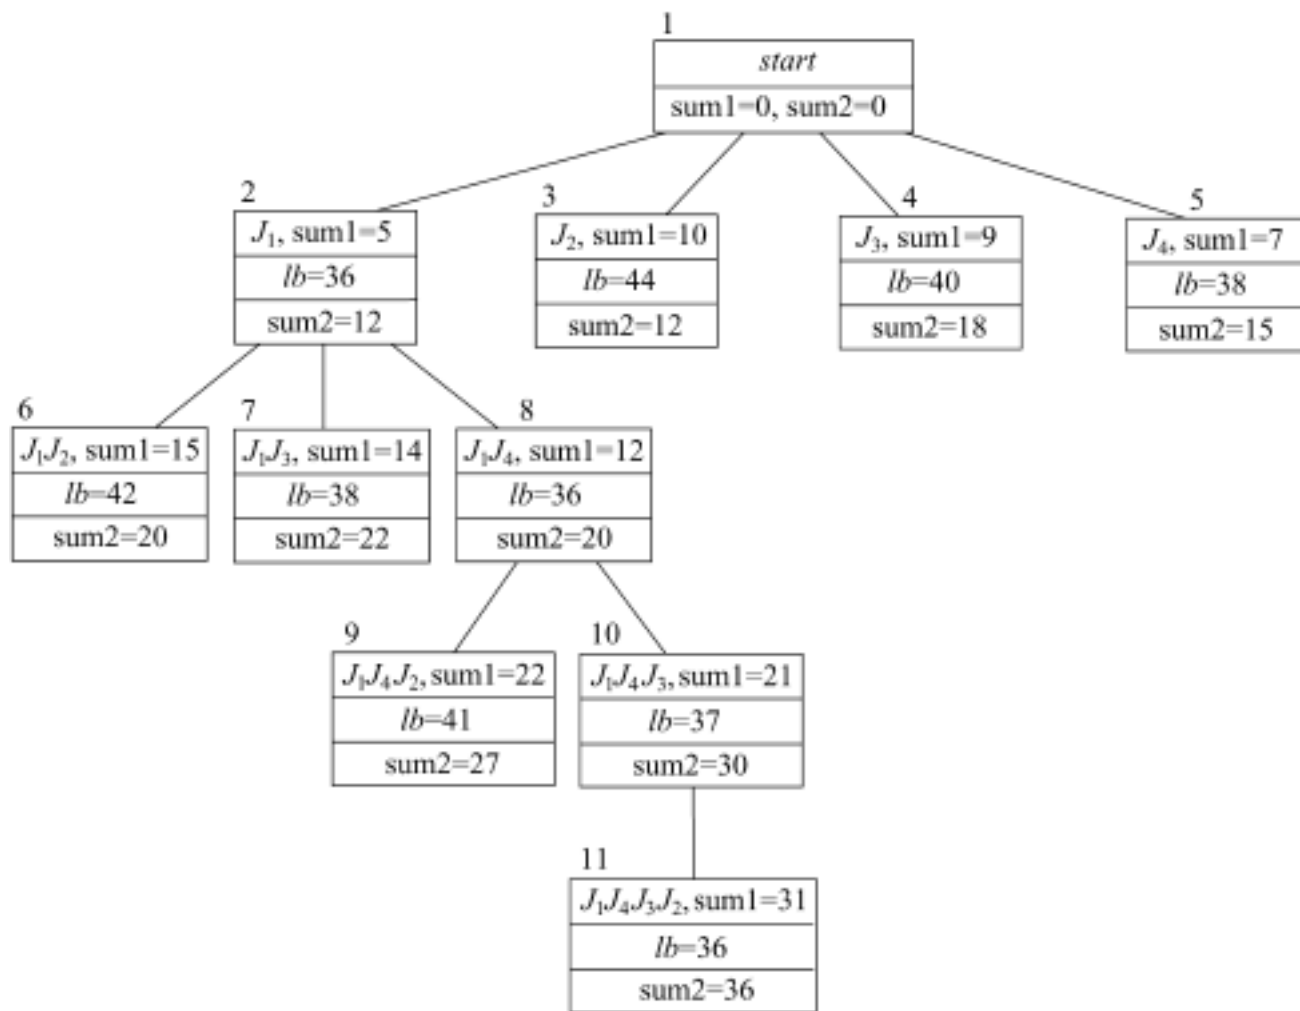 1
start
sum1=0, sum2=0
2
J₁, sum1=5
lb=36
sum2=12
3
J₂, sum1=10
lb=44
sum2=12
4
J₃, sum1=9
lb=40
sum2=18
5
J₄, sum1=7
lb=38
sum2=15
6
J₁J₂, sum1=15
lb=42
sum2=20
7
J₁J₃, sum1=14
lb=38
sum2=22
8
J₁J₄, sum1=12
lb=36
sum2=20
9
J₁J₄J₂, sum1=22
lb=41
sum2=27
10
J₁J₄J₃, sum1=21
lb=37
sum2=30
11
J₁J₄J₃J₂, sum1=31
lb=36
sum2=36